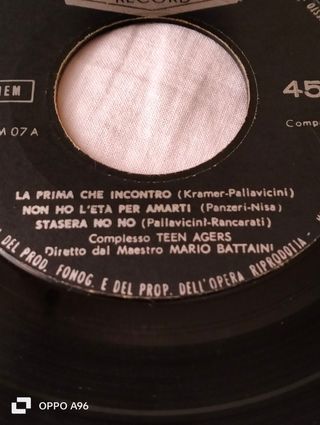 RECORD
IEM
45
M 07 A
Comp
LA PRIMA CHE INCONTRO (Kramer-Pallavicini)
NON HO L'ETA PER AMARTI (Panzeri-Nisa)
STASERA NO NO (Pallavicini-Rancarati)
Complesso TEEN AGERS
Diretto dal Maestro MARIO BATTAINI
DEL PROD. FONOG. E DEL PROP. DELL'OPERA RIPRODOTTA
OPPO A96